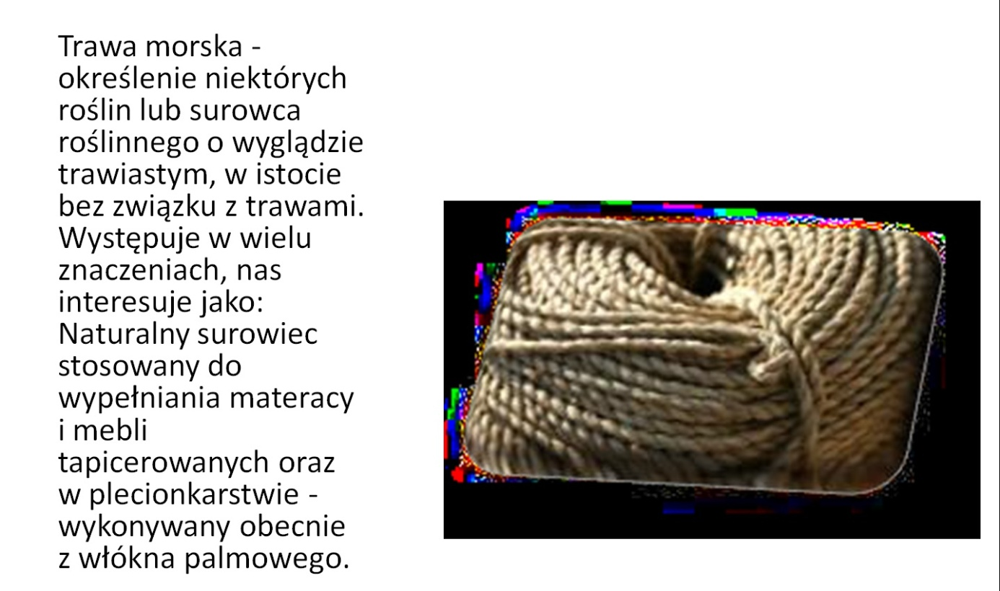 Trawa morska -
określenie niektórych
roślin lub surowca
roślinnego o wyglądzie
trawiastym, w istocie
bez związku z trawami.
Występuje w wielu
znaczeniach, nas
interesuje jako:
Naturalny surowiec
stosowany do
wypełniania materacy
i mebli
tapicerowanych oraz
w plecionkarstwie -
wykonywany obecnie
z włókna palmowego.